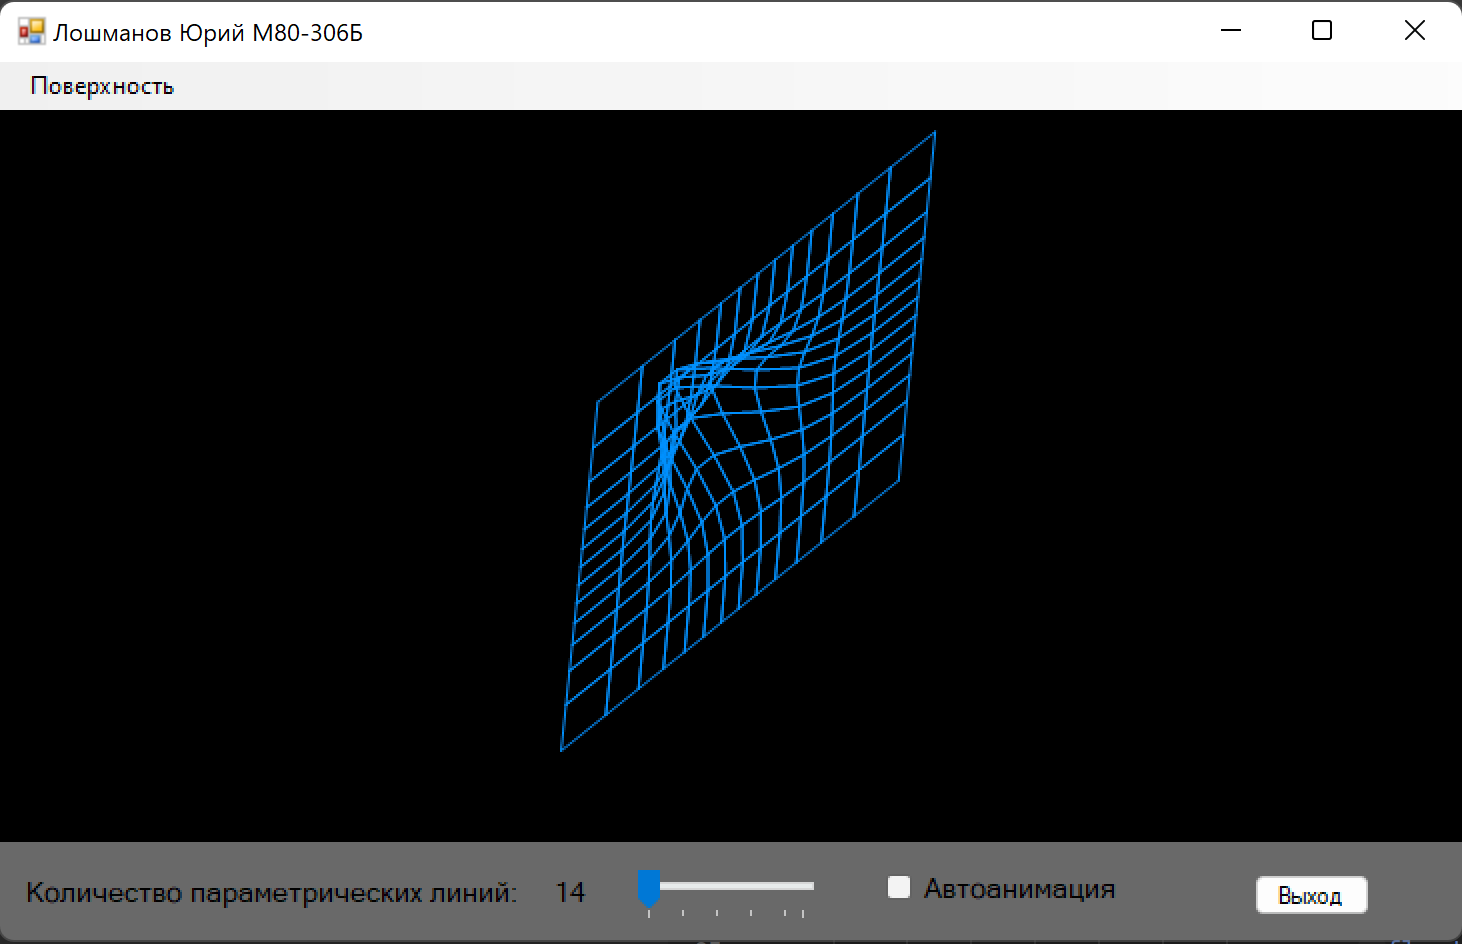 Лошманов Юрий М80-306Б
Поверхность
Количество параметрических линий: 14
Автоанимация
Выход